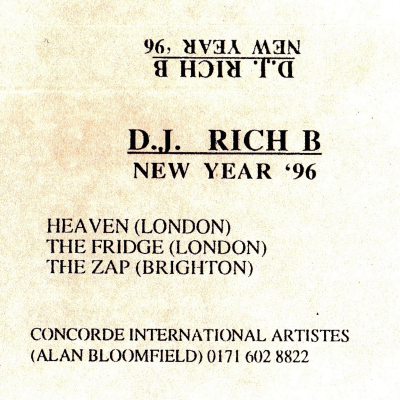 NEW YEAR '96
D.J. RICH B
D.J. RICH B
NEW YEAR ‘96
HEAVEN (LONDON)
THE FRIDGE (LONDON)
THE ZAP (BRIGHTON)
CONCORDE INTERNATIONAL ARTISTES
(ALAN BLOOMFIELD) 0171 602 8822